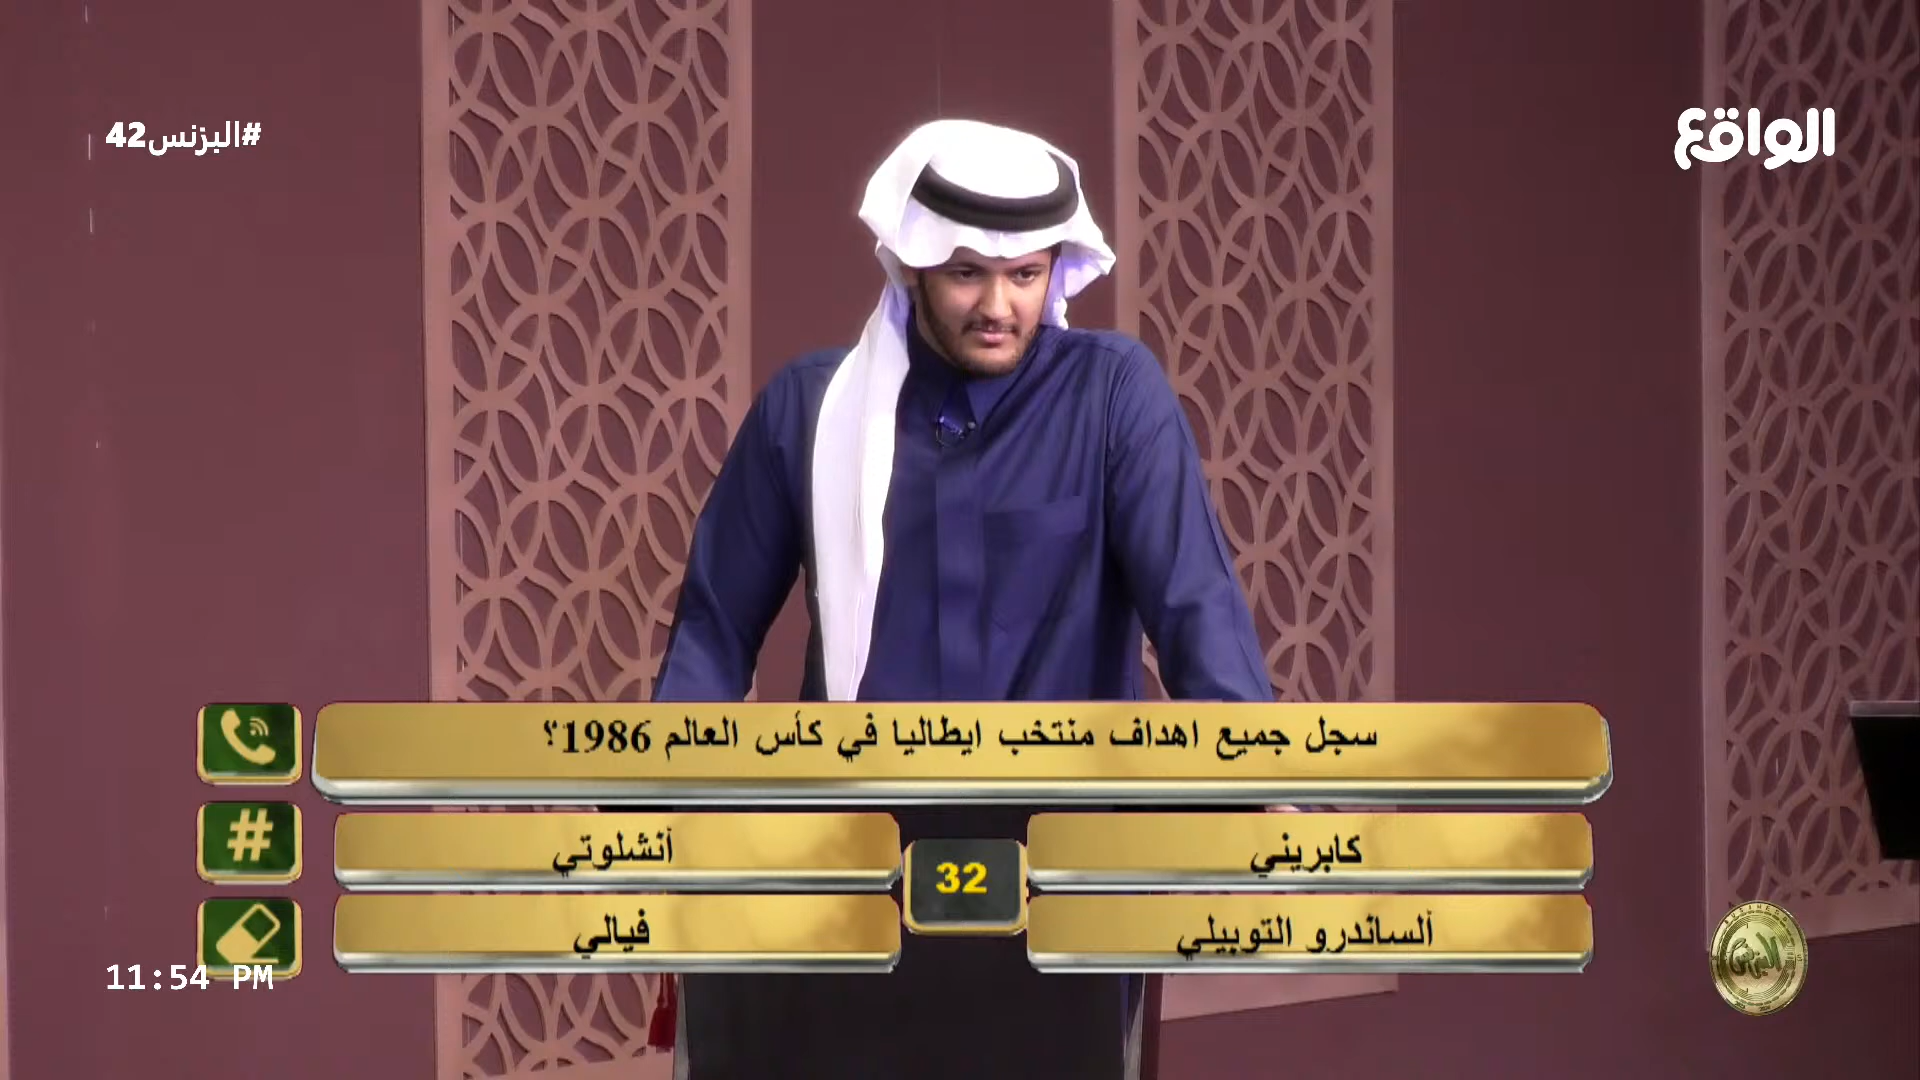 #البزنس42
الواقع
سجل جميع اهداف منتخب ايطاليا في كأس العالم 1986؟
كابريني
أنشلوتي
32
ألساندرو التوبيلي
فيالي
11:54 PM
البزنس